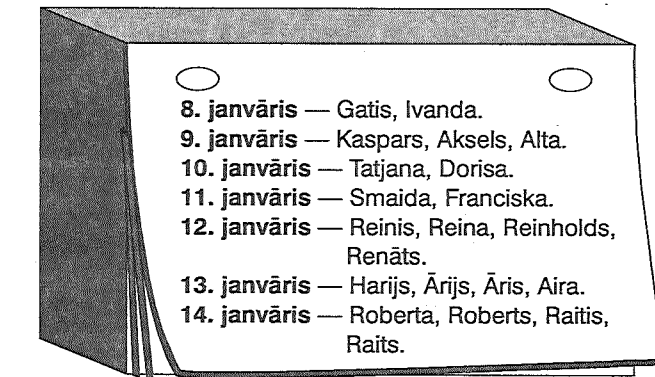 8. janvāris — Gatis, Ivanda.
9. janvāris — Kaspars, Aksels, Alta.
10. janvāris — Tatjana, Dorisa.
11. janvāris — Smaida, Franciska.
12. janvāris — Reinis, Reina, Reinholds,
Renāts.
13. janvāris — Harijs, Ārijs, Āris, Aira.
14. janvāris — Roberta, Roberts, Raitis,
Raits.